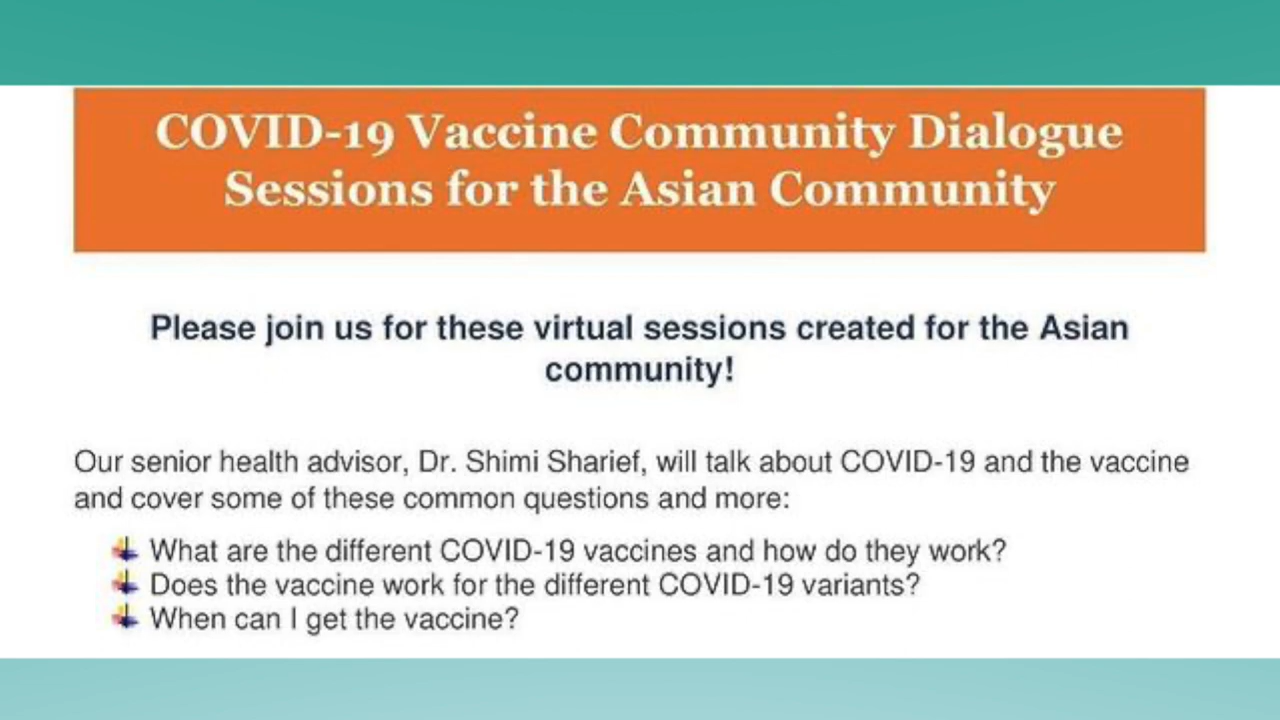 COVID-19 Vaccine Community Dialogue
Sessions for the Asian Community
Please join us for these virtual sessions created for the Asian
community!
Our senior health advisor, Dr. Shimi Sharief, will talk about COVID-19 and the vaccine
and cover some of these common questions and more:
What are the different COVID-19 vaccines and how do they work?
Does the vaccine work for the different COVID-19 variants?
When can I get the vaccine?